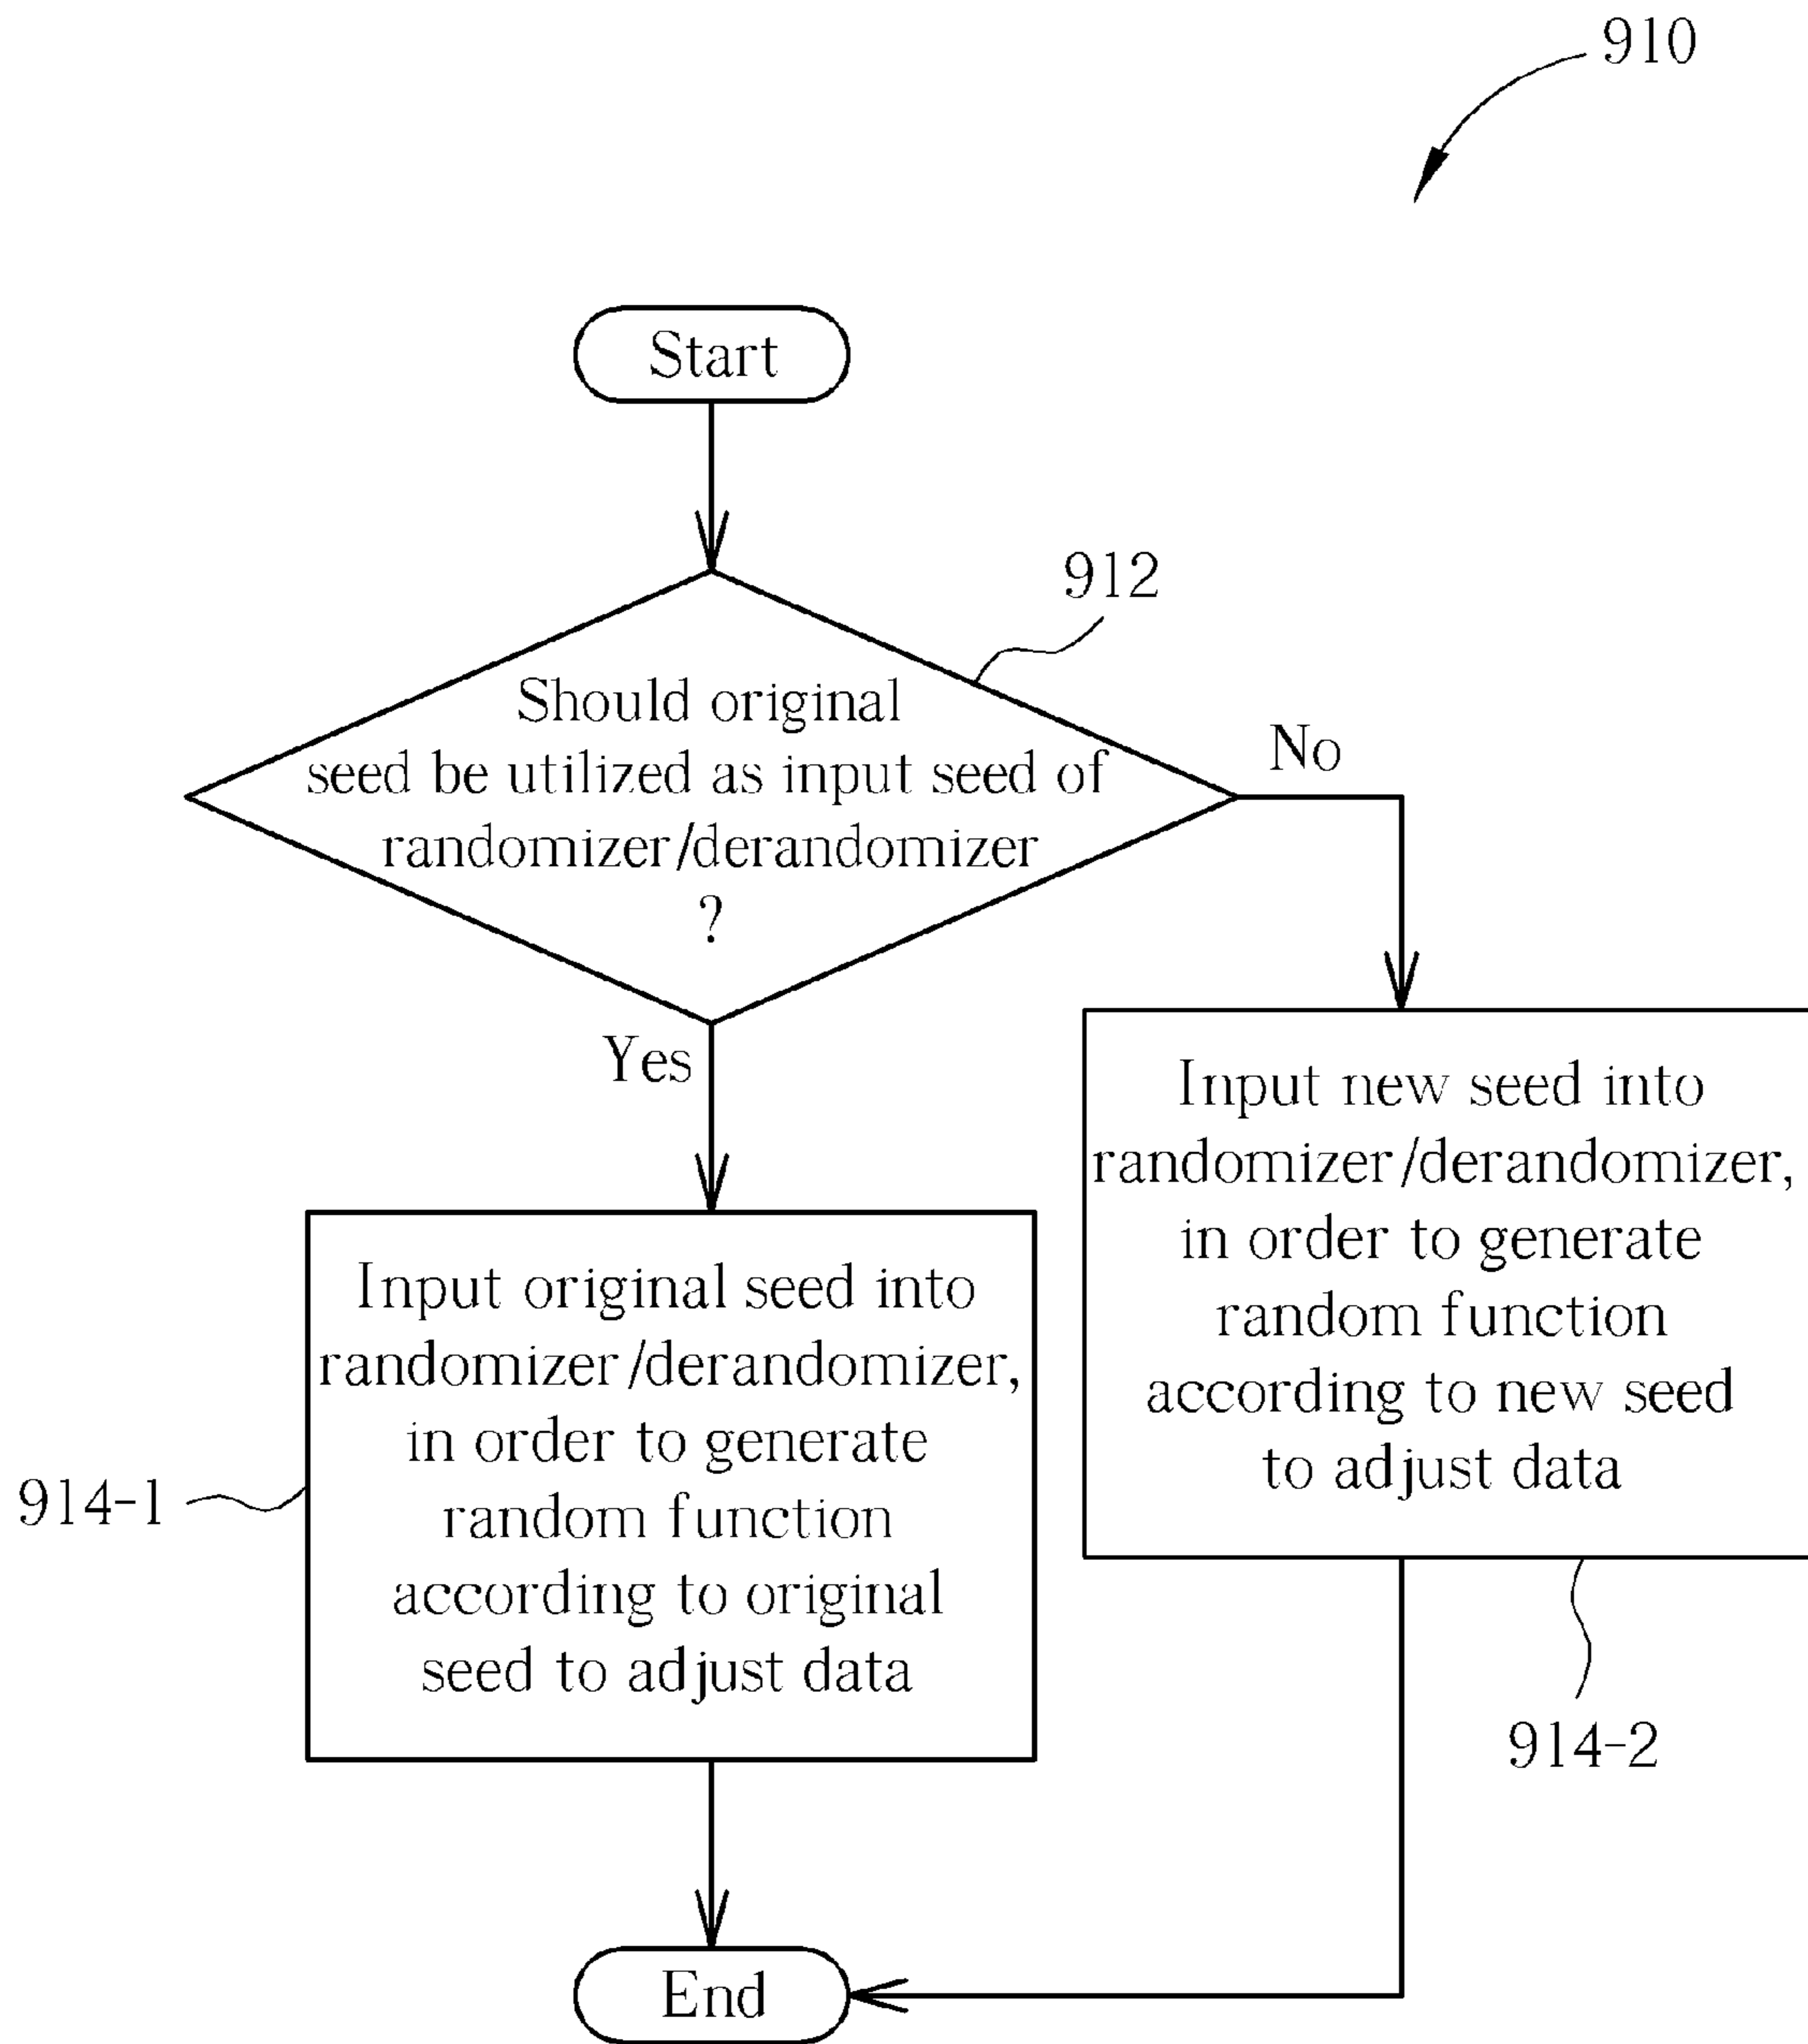 910
Start
912
Should original
seed be utilized as input seed of
randomizer/derandomizer
?
No
Yes
Input new seed into
randomizer/derandomizer,
in order to generate
random function
according to new seed
to adjust data
914-2
Input original seed into
randomizer/derandomizer,
in order to generate
random function
according to original
seed to adjust data
914-1
End